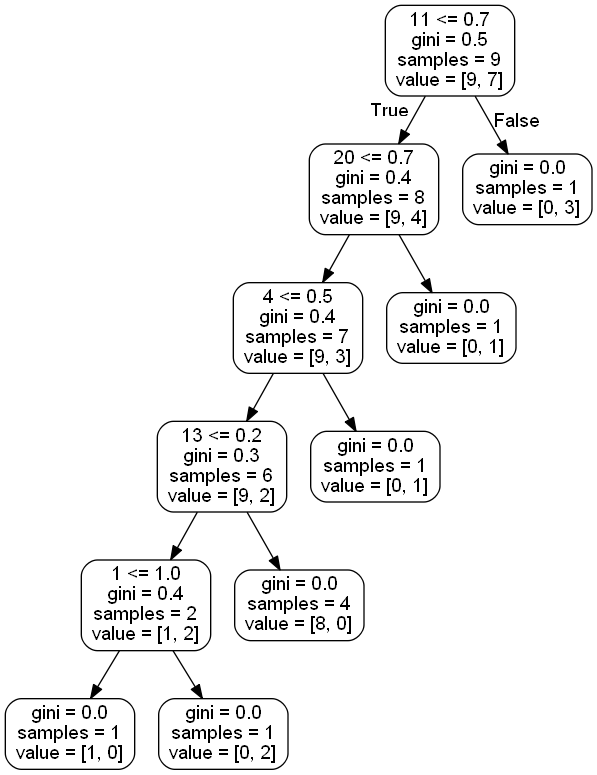 11 <= 0.7
gini = 0.5
samples = 9
value = [9, 7]
True
False
20 <= 0.7
gini = 0.4
samples = 8
value = [9, 4]
gini = 0.0
samples = 1
value = [0, 3]
4 <= 0.5
gini = 0.4
samples = 7
value = [9, 3]
gini = 0.0
samples = 1
value = [0, 1]
13 <= 0.2
gini = 0.3
samples = 6
value = [9, 2]
gini = 0.0
samples = 1
value = [0, 1]
1 <= 1.0
gini = 0.4
samples = 2
value = [1, 2]
gini = 0.0
samples = 4
value = [8, 0]
gini = 0.0
samples = 1
value = [1, 0]
gini = 0.0
samples = 1
value = [0, 2]